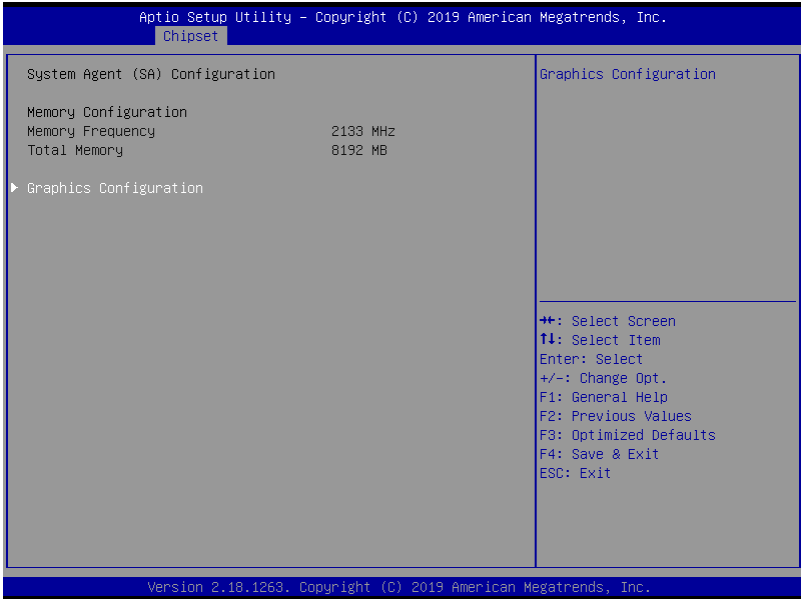 Aptio Setup Utility – Copyright (C) 2019 American Megatrends, Inc.
Chipset
System Agent (SA) Configuration
Memory Configuration
Memory Frequency 2133 MHz
Total Memory 8192 MB
Graphics Configuration
Graphics Configuration
→←: Select Screen
↑↓: Select Item
Enter: Select
+/-: Change Opt.
F1: General Help
F2: Previous Values
F3: Optimized Defaults
F4: Save & Exit
ESC: Exit
Version 2.18.1263. Copyright (C) 2019 American Megatrends, Inc.